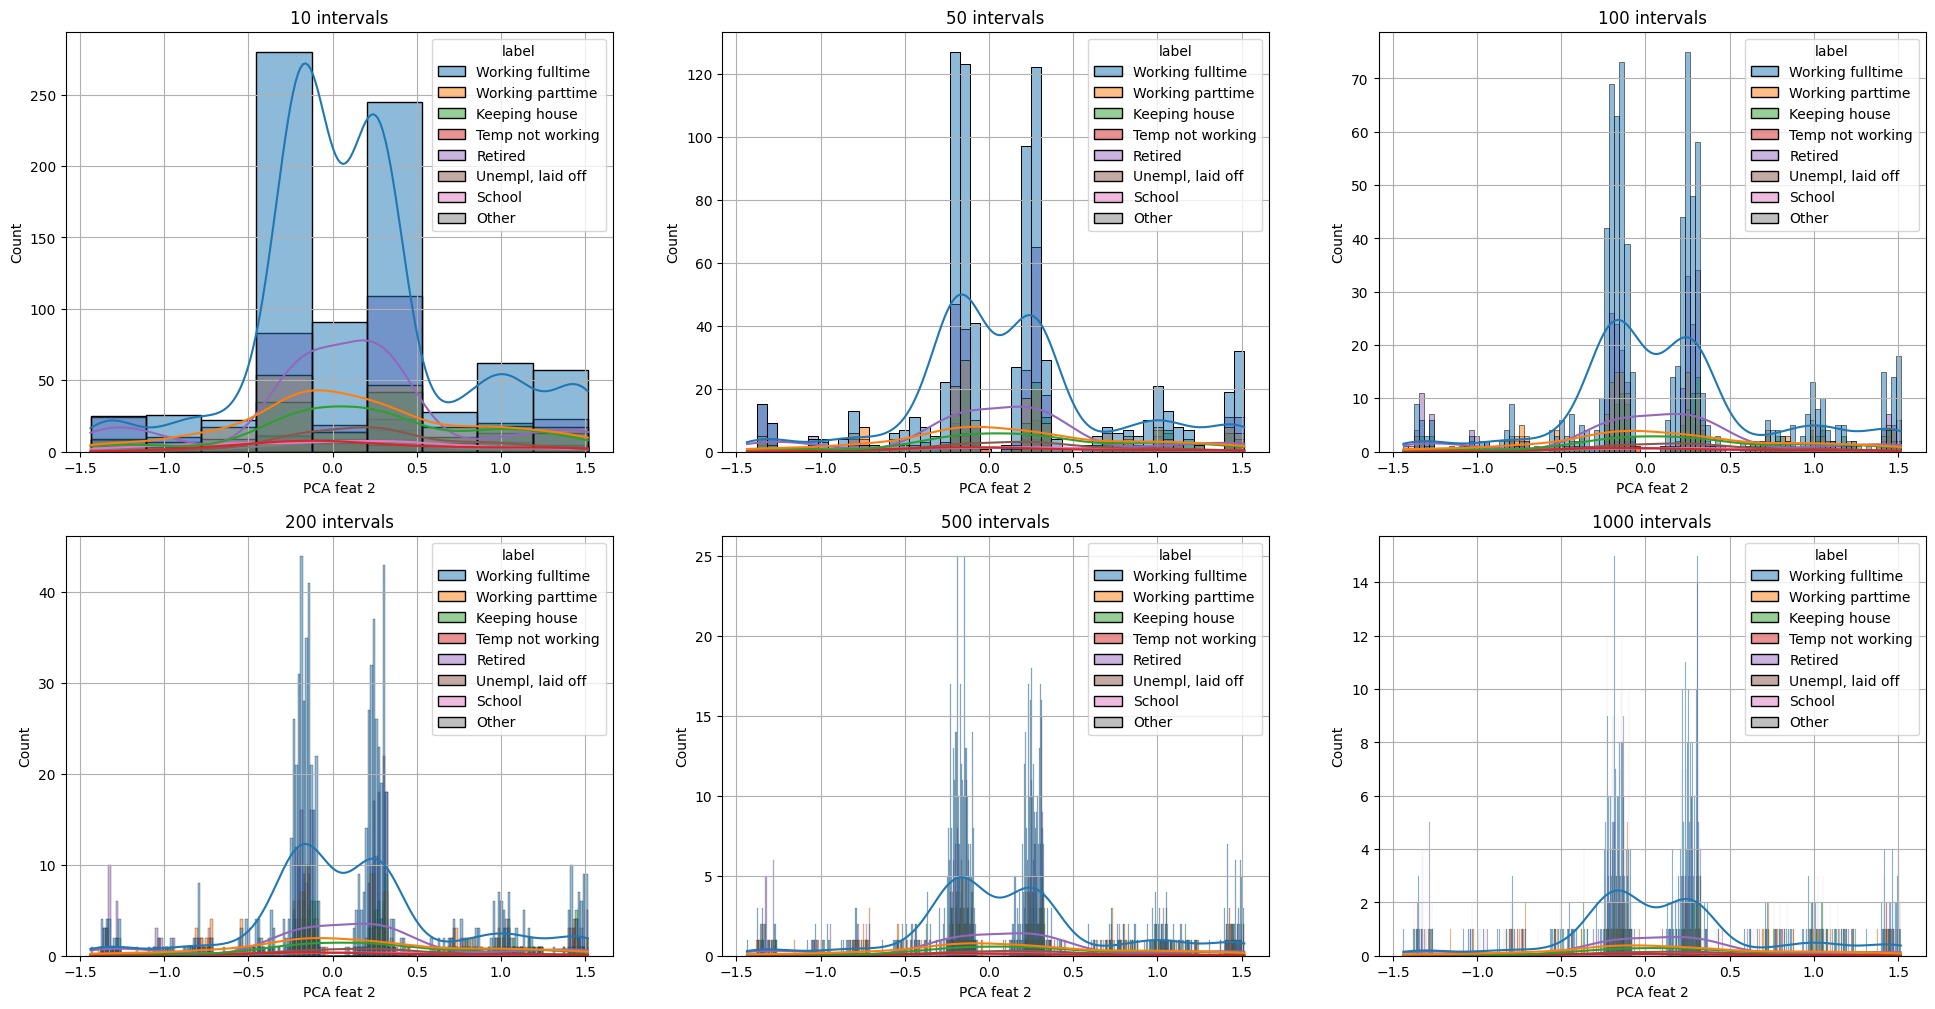 10 intervals
label
Working fulltime
Working parttime
Keeping house
Temp not working
Retired
Unempl, laid off
School
Other
Count
250
200
150
100
50
0
−1.5 −1.0 −0.5 0.0 0.5 1.0 1.5
PCA feat 2
50 intervals
label
Working fulltime
Working parttime
Keeping house
Temp not working
Retired
Unempl, laid off
School
Other
Count
120
100
80
60
40
20
0
−1.5 −1.0 −0.5 0.0 0.5 1.0 1.5
PCA feat 2
100 intervals
label
Working fulltime
Working parttime
Keeping house
Temp not working
Retired
Unempl, laid off
School
Other
Count
70
60
50
40
30
20
10
0
−1.5 −1.0 −0.5 0.0 0.5 1.0 1.5
PCA feat 2
200 intervals
label
Working fulltime
Working parttime
Keeping house
Temp not working
Retired
Unempl, laid off
School
Other
Count
40
30
20
10
0
−1.5 −1.0 −0.5 0.0 0.5 1.0 1.5
PCA feat 2
500 intervals
label
Working fulltime
Working parttime
Keeping house
Temp not working
Retired
Unempl, laid off
School
Other
Count
25
20
15
10
5
0
−1.5 −1.0 −0.5 0.0 0.5 1.0 1.5
PCA feat 2
1000 intervals
label
Working fulltime
Working parttime
Keeping house
Temp not working
Retired
Unempl, laid off
School
Other
Count
14
12
10
8
6
4
2
0
−1.5 −1.0 −0.5 0.0 0.5 1.0 1.5
PCA feat 2